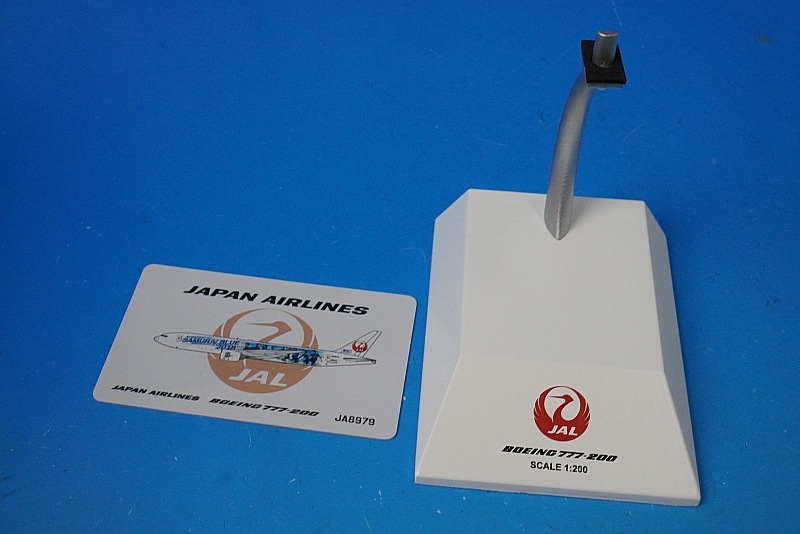 JAPAN AIRLINES
SAMURAI BLUE
JAL
JAPAN AIRLINES BOEING 777-200
JA8979
JAL
BOEING 777-200
SCALE 1:200